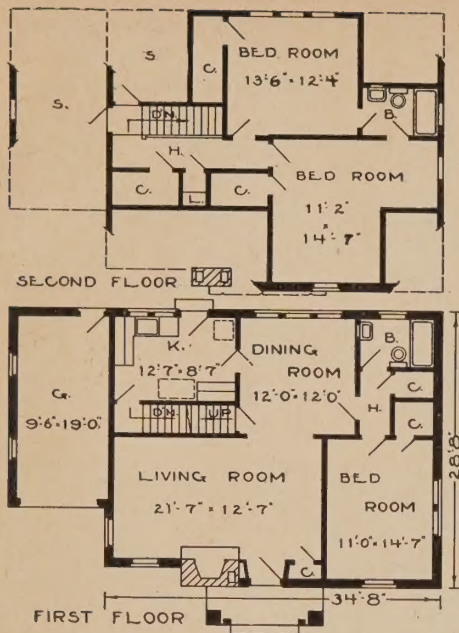 S.
S.
C.
BED ROOM
13'-6" = 12'-4"
DN.
H.
B.
C.
L.
C.
BED ROOM
11'-2"
=
14'-7"
SECOND FLOOR
G.
9'-6" = 19'-0"
K.
12'-7" = 8'-7"
DINING
ROOM
12'-0" = 12'-0"
B.
C.
H.
C.
DN.
UP
LIVING ROOM
21'-7" = 12'-7"
C.
BED
ROOM
11'-0" = 14'-7"
28'-8"
34'-8"
FIRST FLOOR